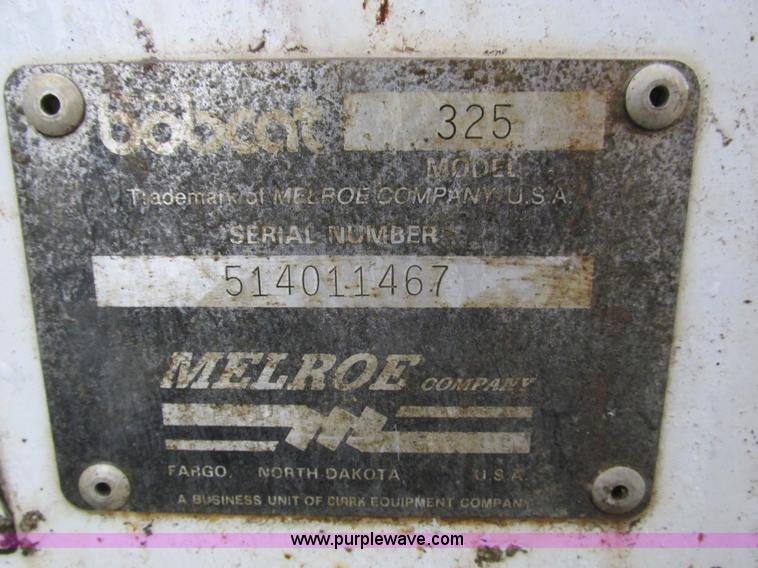 bobcat 325
MODEL
Trademark of MELROE COMPANY U.S.A.
SERIAL NUMBER
514011467
MELROE COMPANY
FARGO, NORTH DAKOTA U.S.A.
A BUSINESS UNIT OF CLARK EQUIPMENT COMPANY
www.purplewave.com